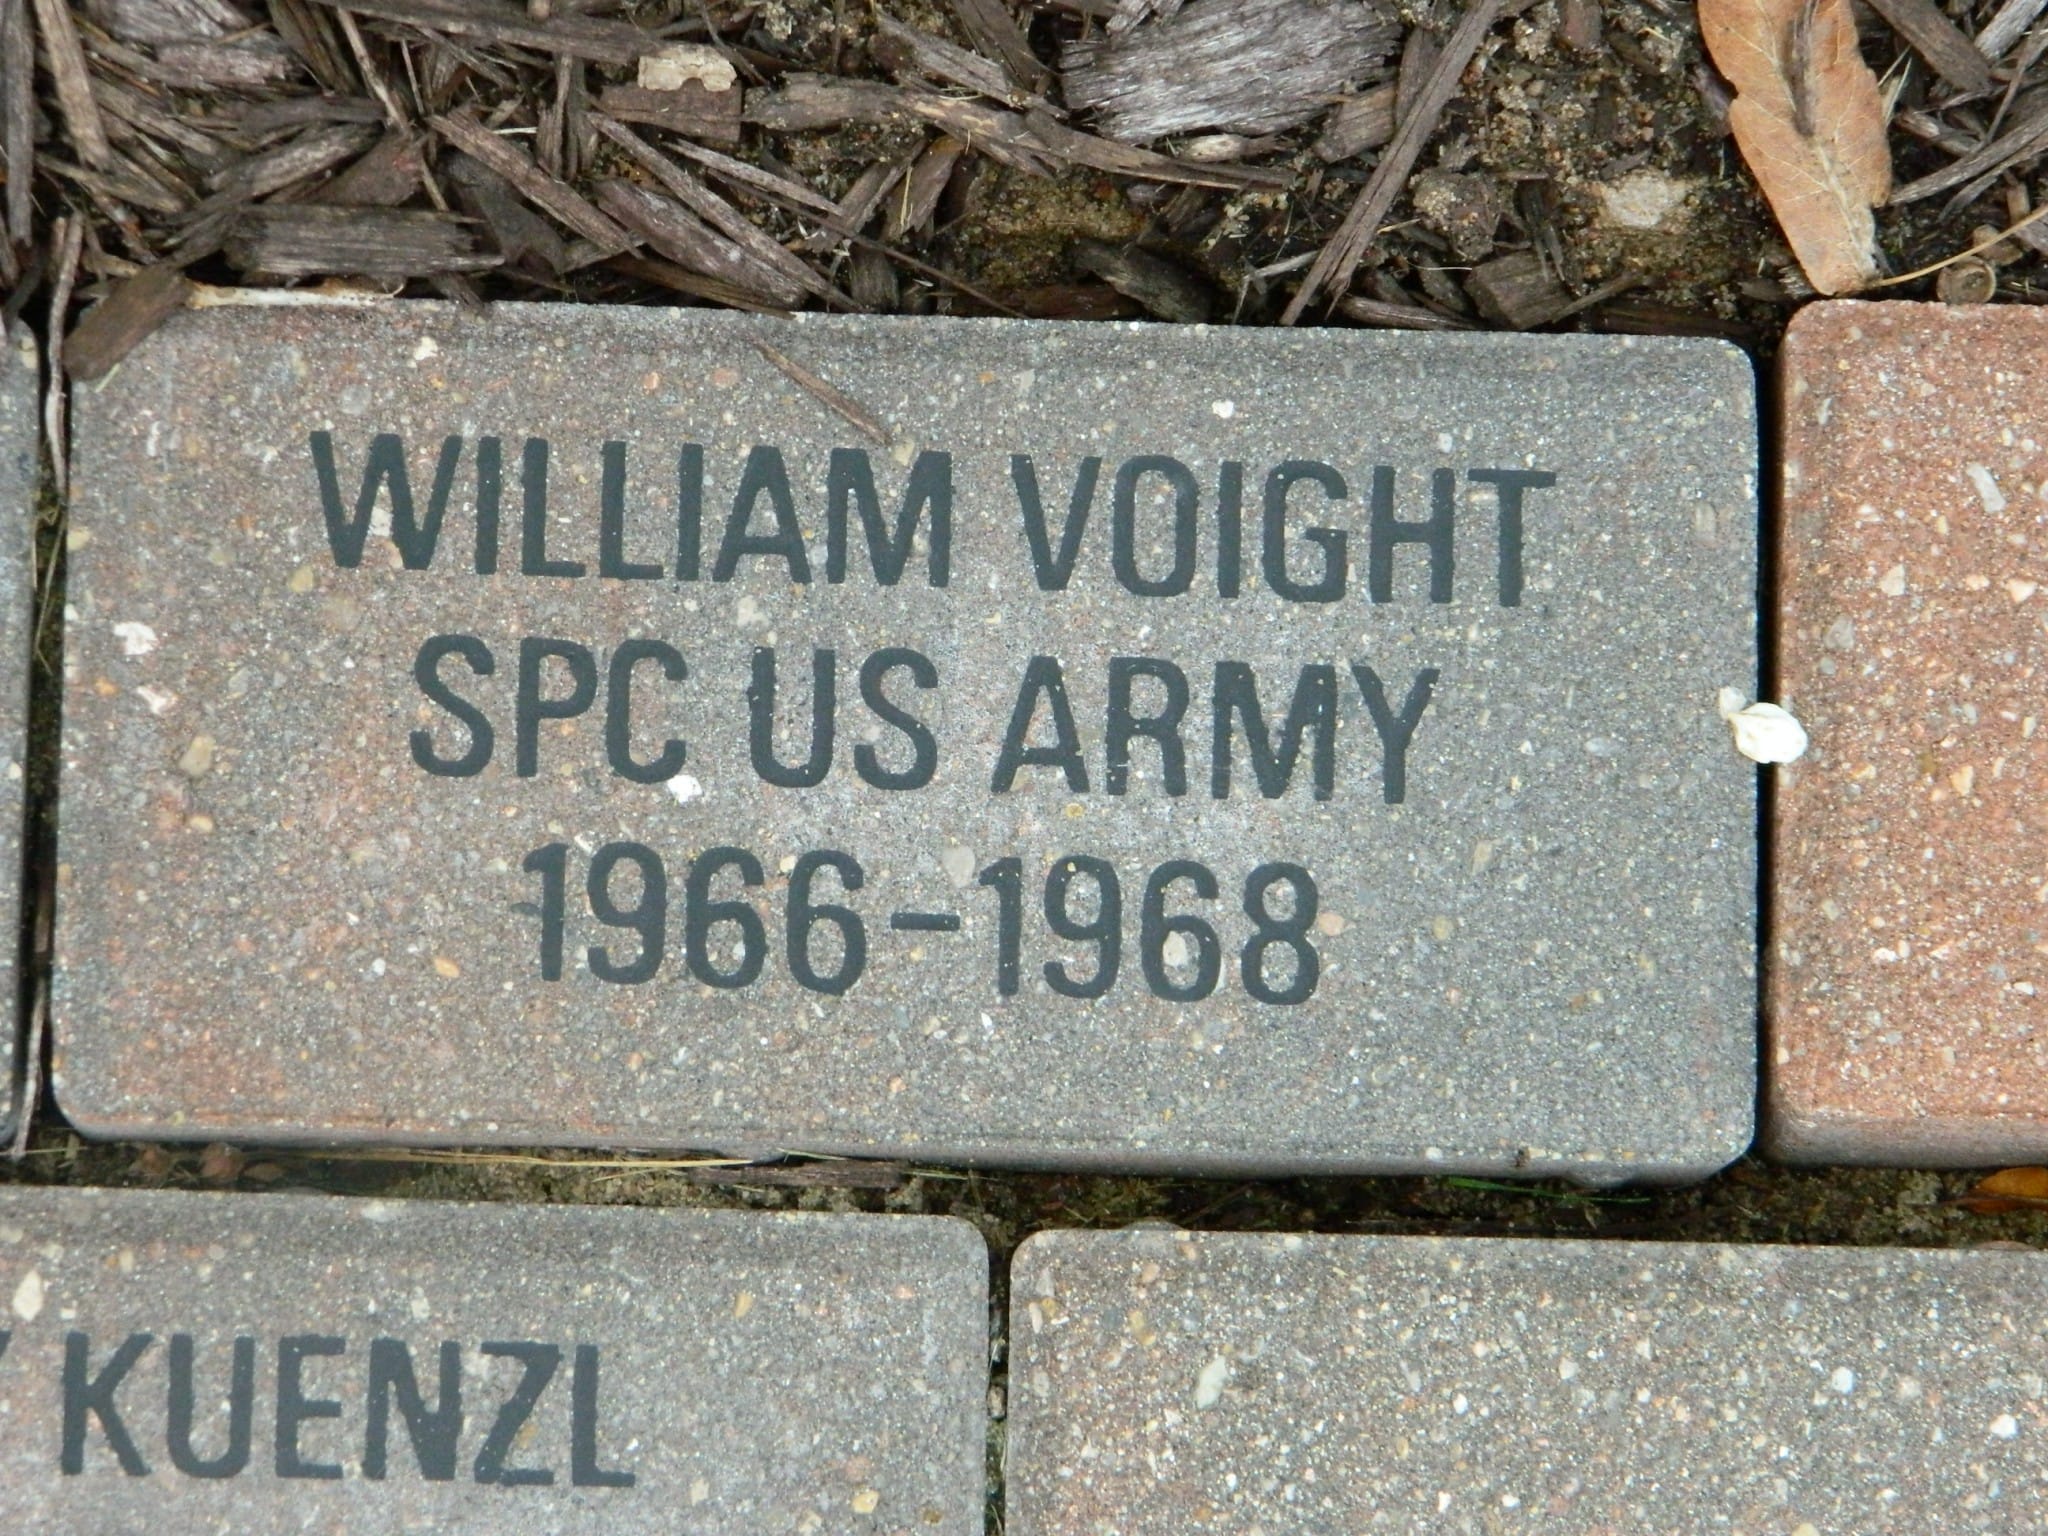 WILLIAM VOIGHT
SPC US ARMY
1966-1968
KUENZL